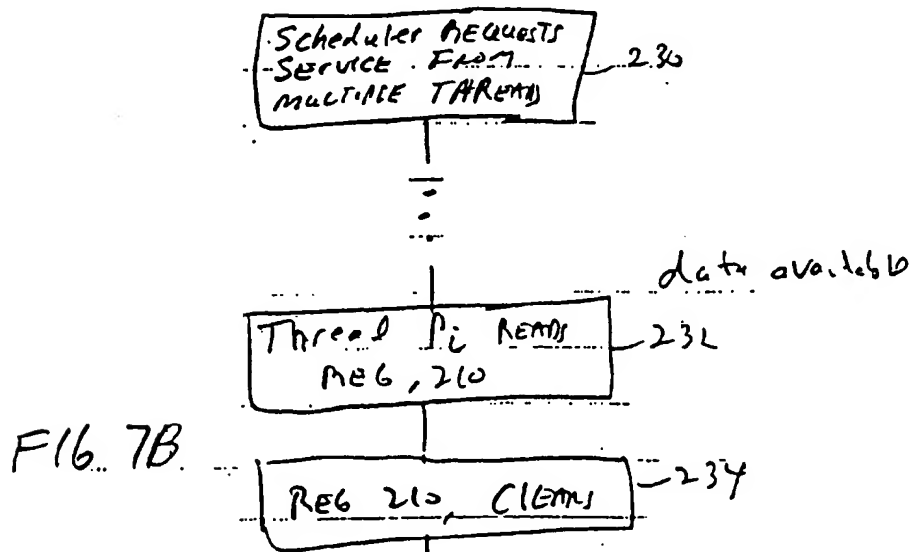 Scheduler REQUESTS
SERVICE FROM
MULTIPLE THREADS
230
data available
Thread Pi READS
REG, 210
232
FIG. 7B
REG 210, CLEARS
234